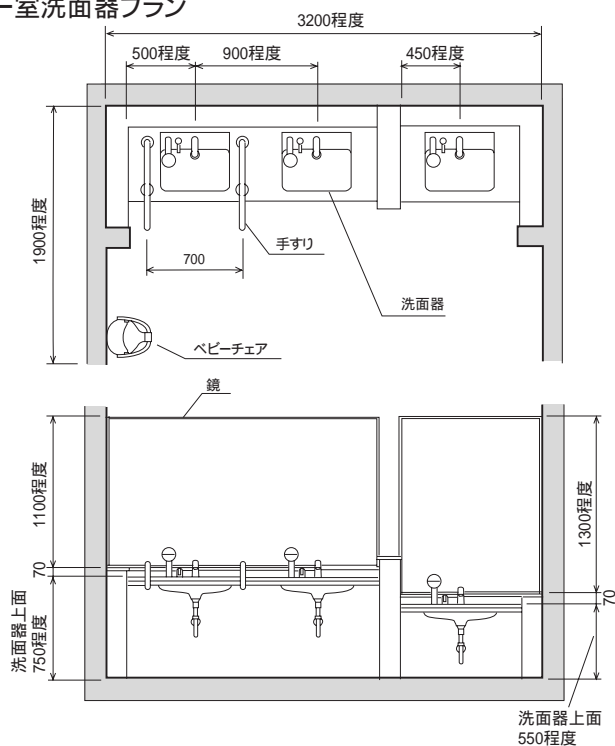 室洗面器プラン
3200程度
500程度
900程度
450程度
1900程度
700
手すり
洗面器
ベビーチェア
鏡
1100程度
70
洗面器上面
750程度
1300程度
70
洗面器上面
550程度